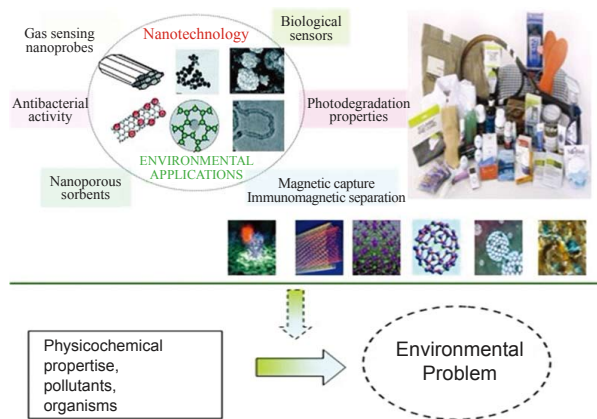 Biological
sensors
Gas sensing
nanoprobes
Nanotechnology
Antibacterial
activity
Photodegradation
properties
ENVIRONMENTAL
APPLICATIONS
Nanoporous
sorbents
Magnetic capture
Immunomagnetic separation
Physicochemical
propertise,
pollutants,
organisms
Environmental
Problem